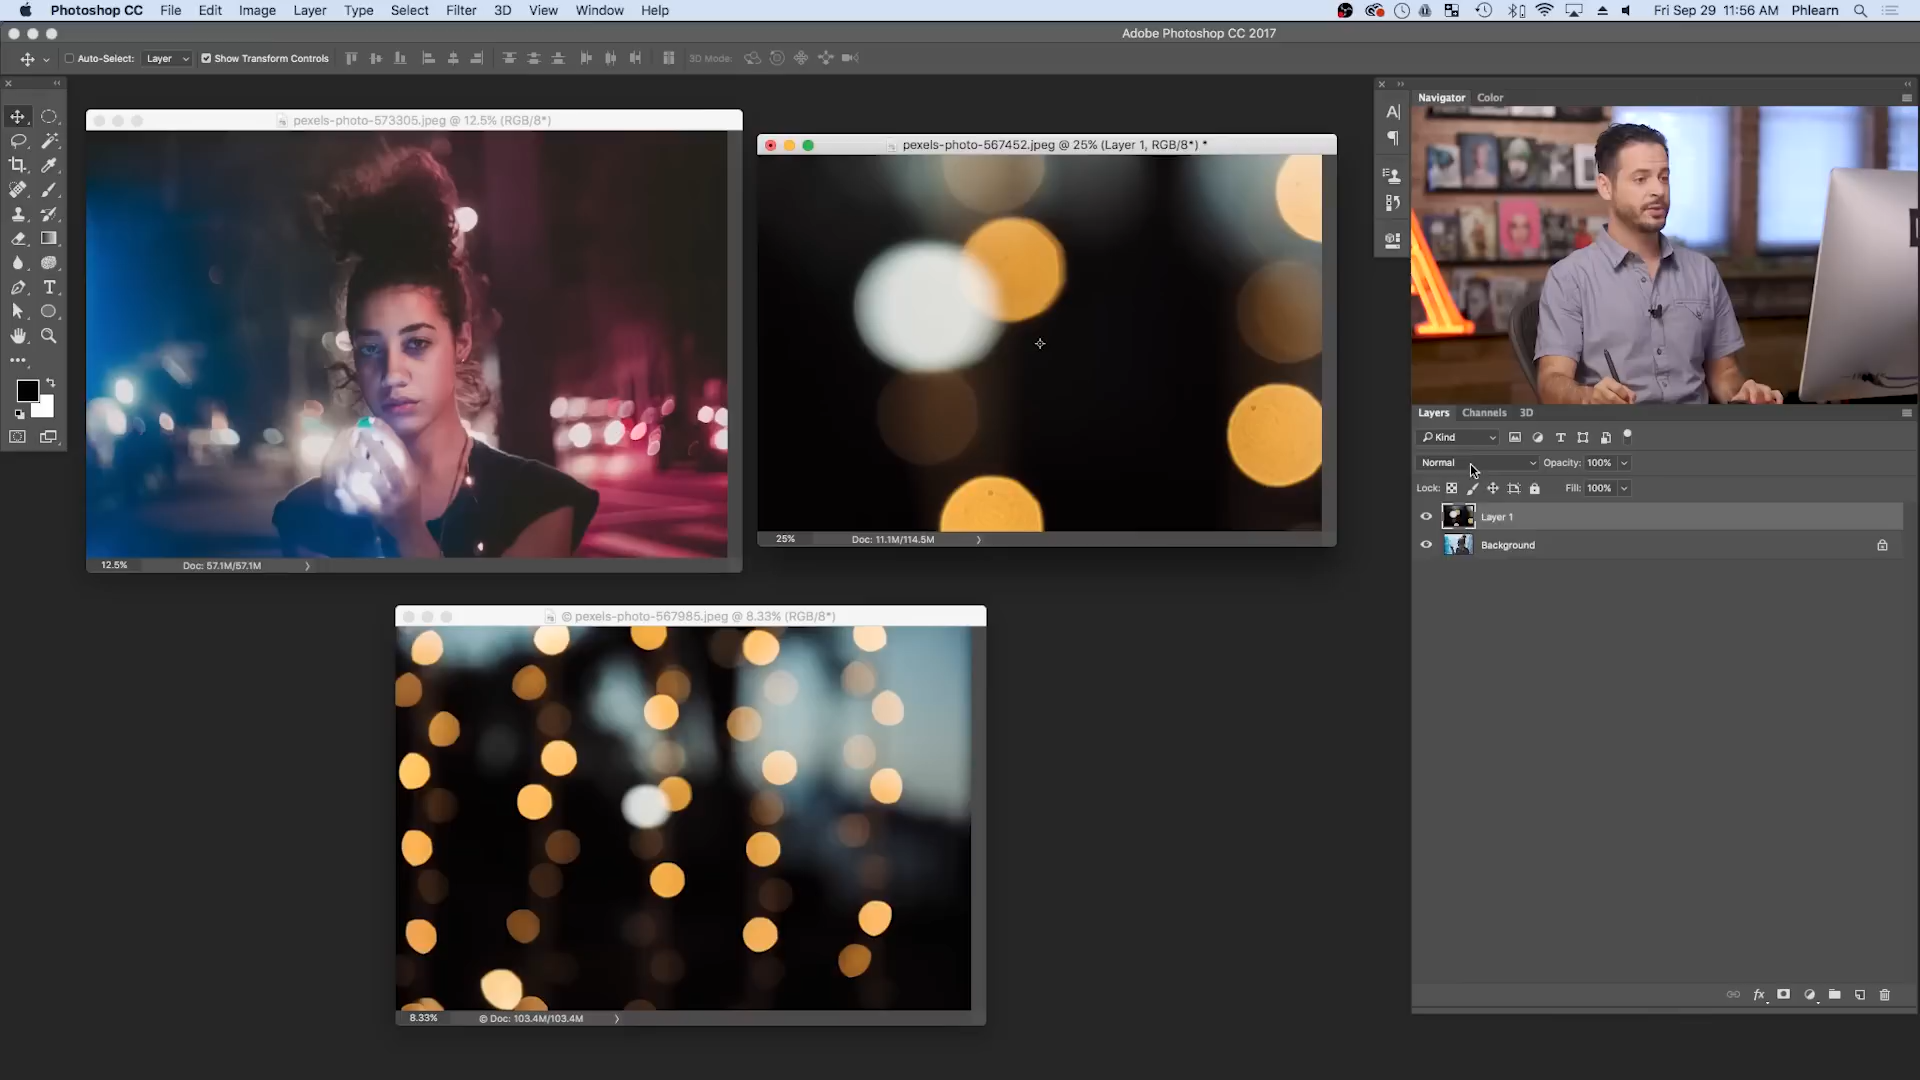 Photoshop CC File Edit Image Layer Type Select Filter 3D View Window Help Fri Sep 29 11:56 AM Phlearn
Adobe Photoshop CC 2017
Auto-Select: Layer Show Transform Controls 3D Mode:
pexels-photo-573305.jpeg @ 12.5% (RGB/8*)
12.5% Doc: 57.1M/57.1M
pexels-photo-567452.jpeg @ 25% (Layer 1, RGB/8*) *
25% Doc: 11.1M/114.5M
© pexels-photo-567985.jpeg @ 8.33% (RGB/8*)
8.33% © Doc: 103.4M/103.4M
Navigator Color
Layers Channels 3D
Kind
Normal Opacity: 100%
Lock: Fill: 100%
Layer 1
Background
fx